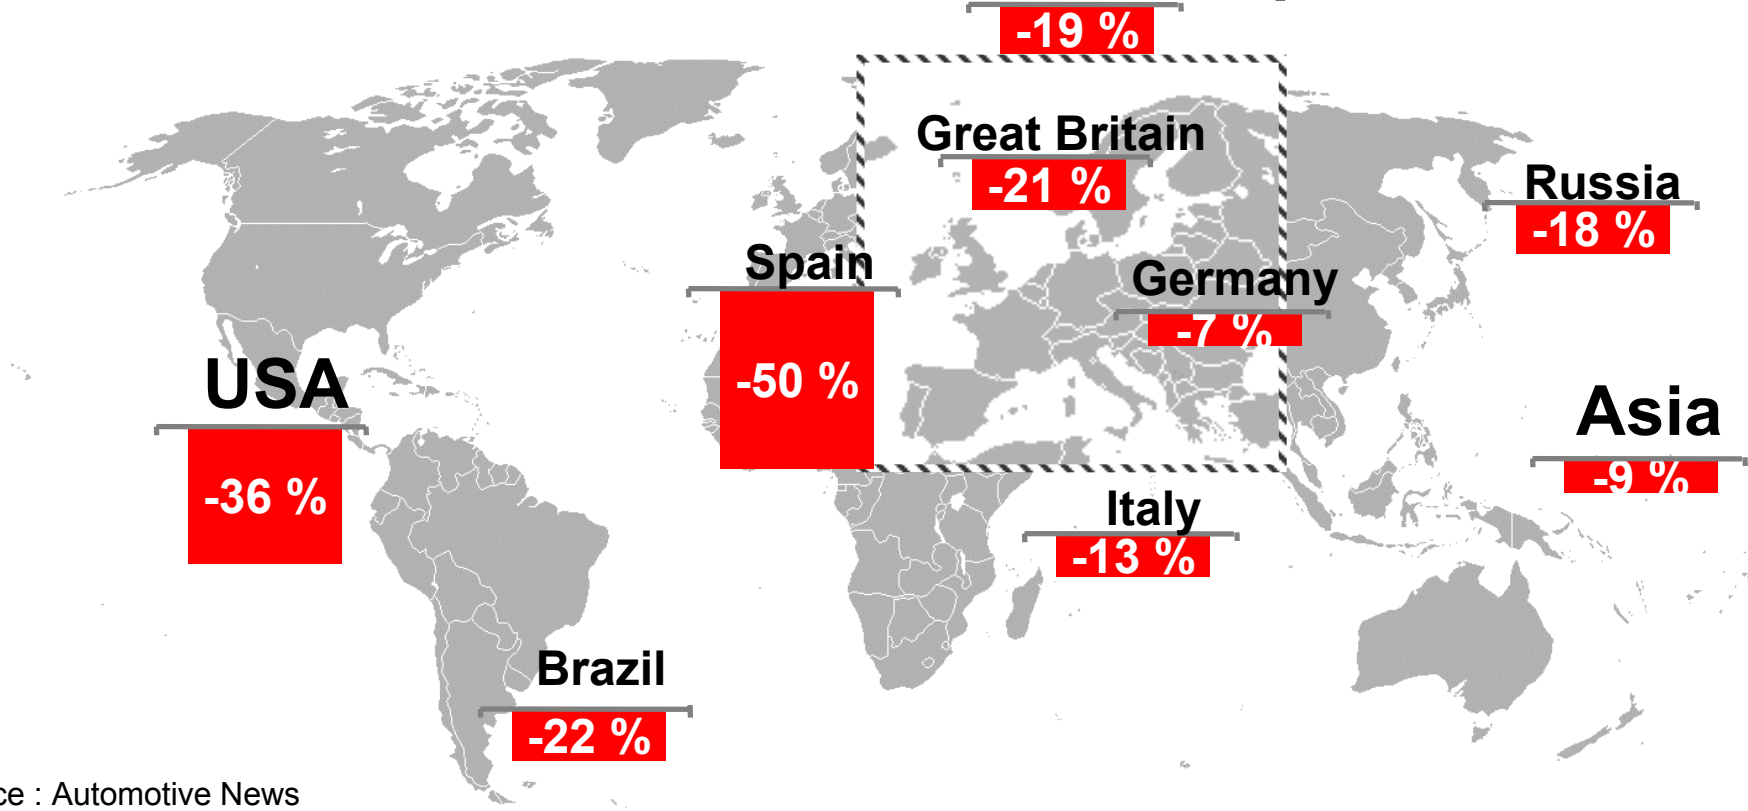 -19 %
Great Britain
-21 %
Russia
-18 %
Spain
-50 %
Germany
-7 %
USA
-36 %
Asia
-9 %
Italy
-13 %
Brazil
-22 %
ce : Automotive News